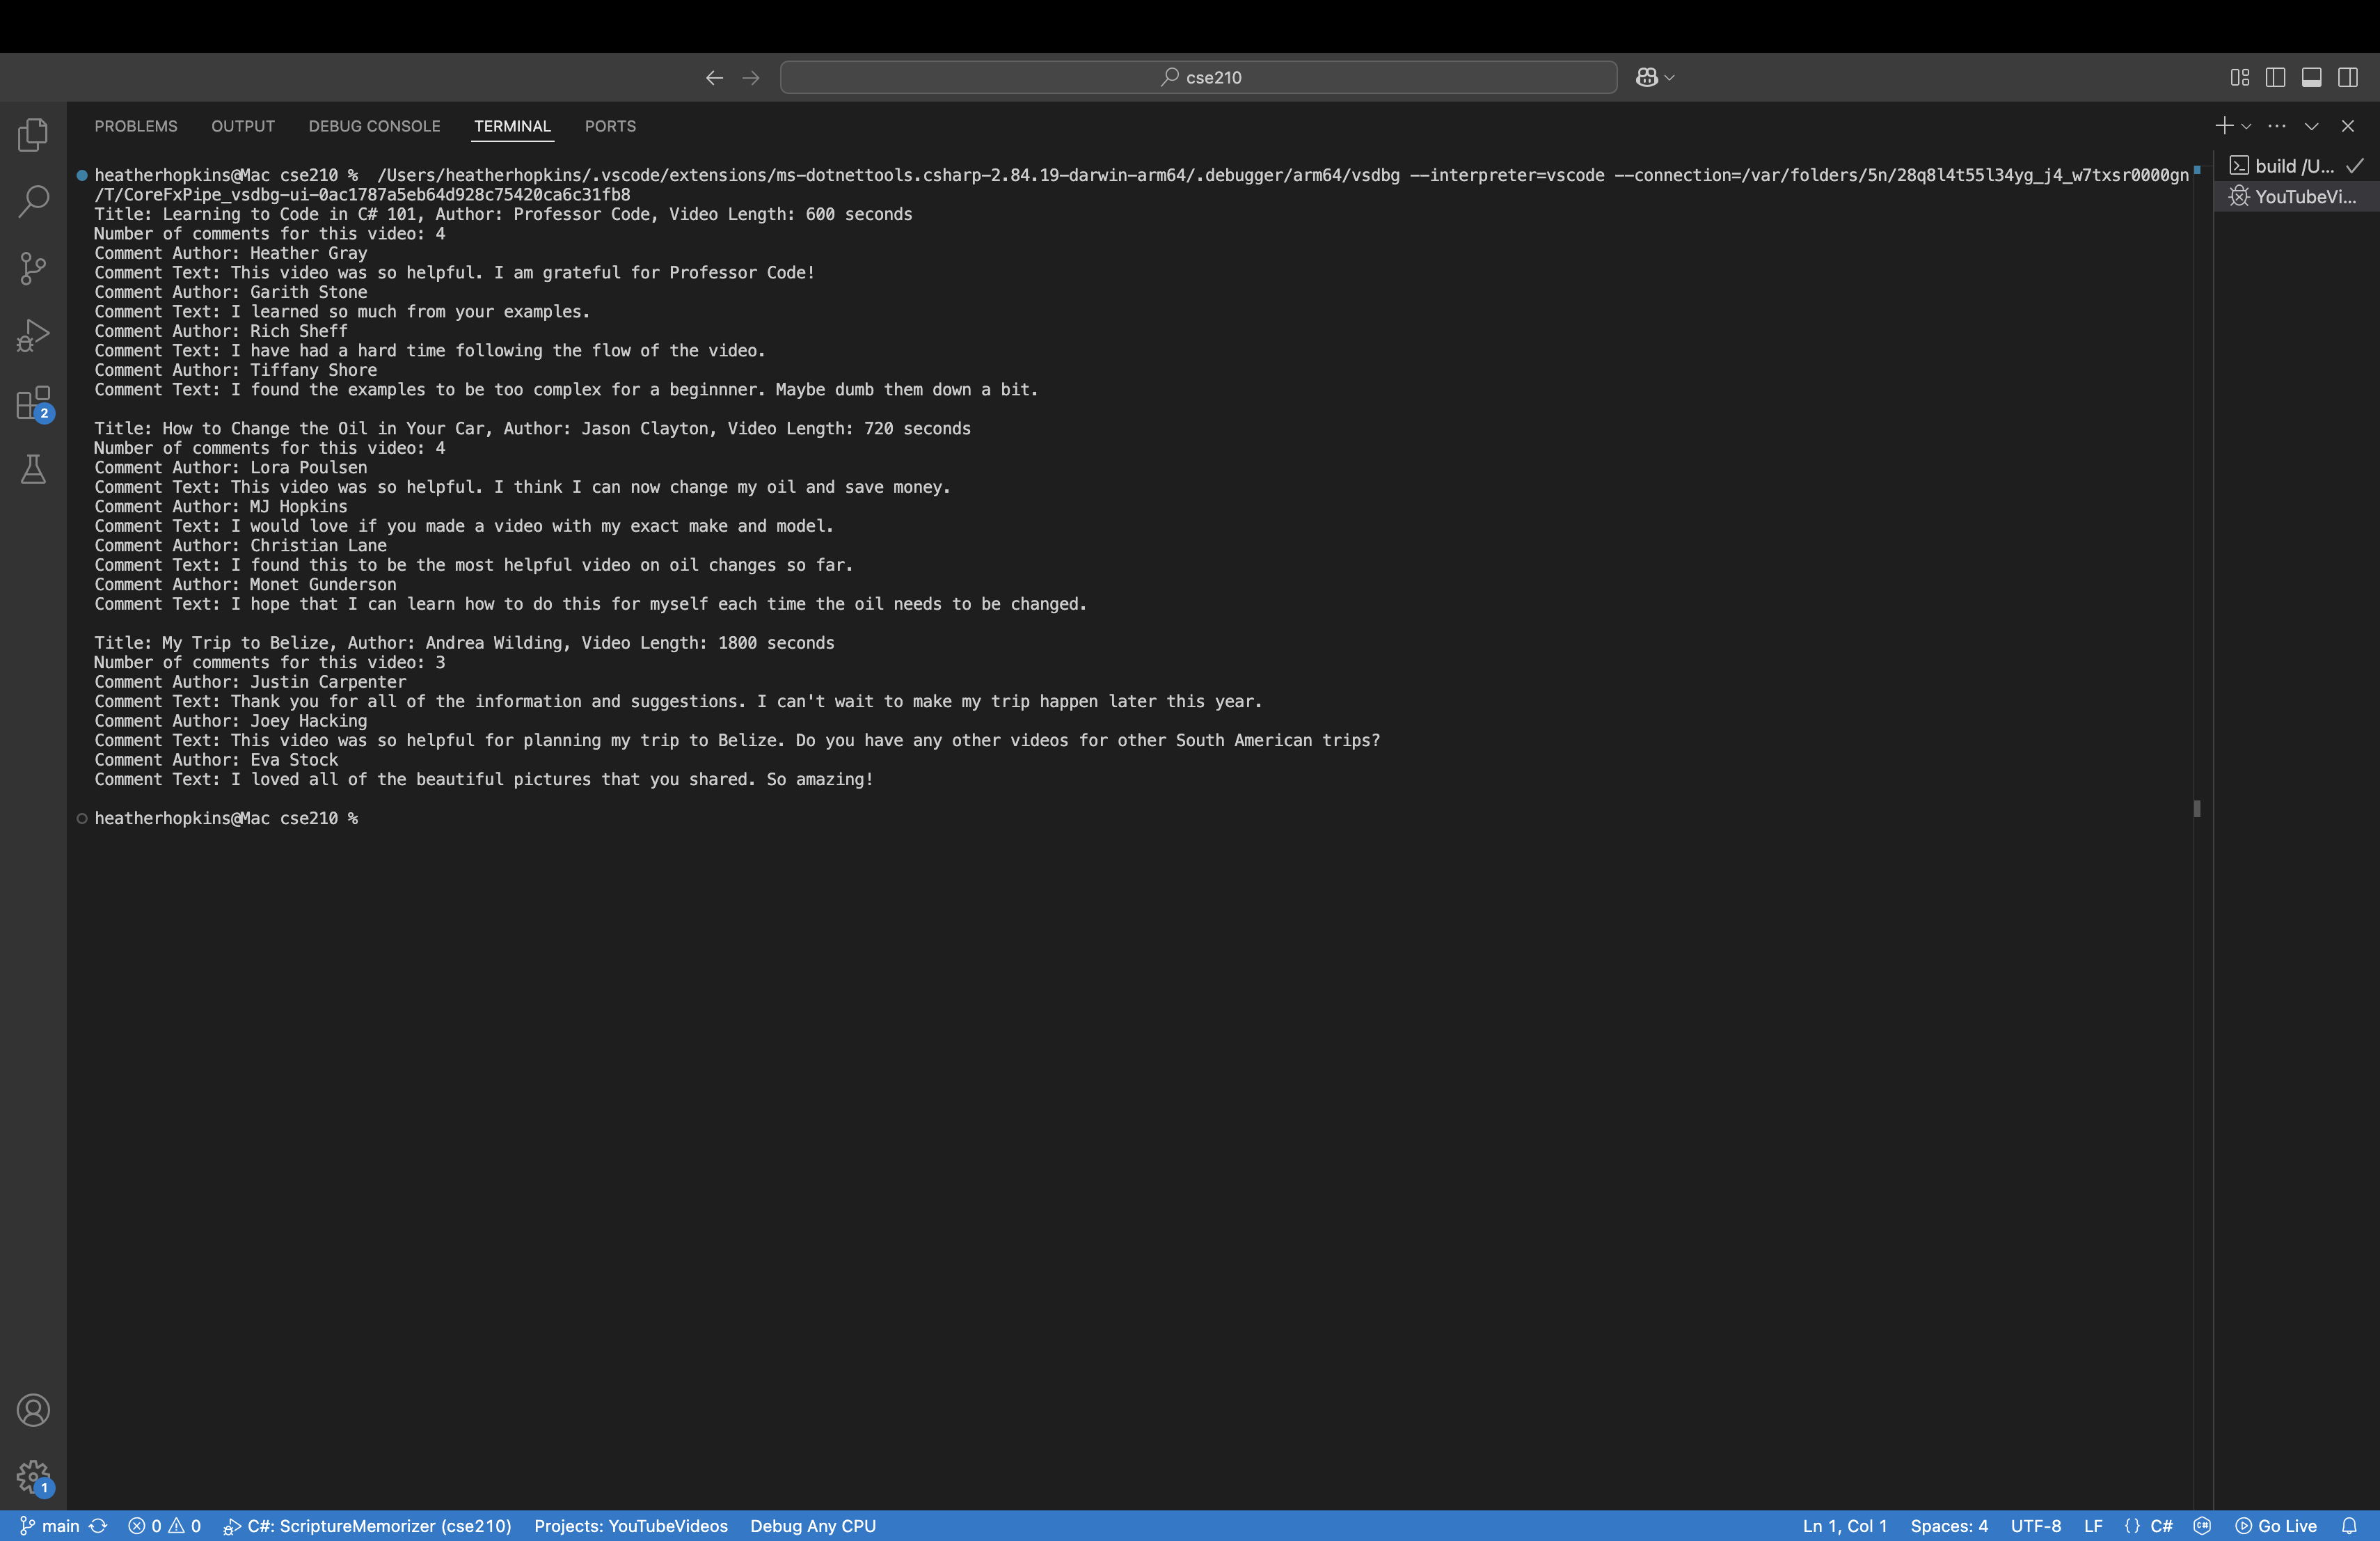 cse210
PROBLEMS OUTPUT DEBUG CONSOLE TERMINAL PORTS
heatherhopkins@Mac cse210 % /Users/heatherhopkins/.vscode/extensions/ms-dotnettools.csharp-2.84.19-darwin-arm64/.debugger/arm64/vsdbg --interpreter=vscode --connection=/var/folders/5n/28q8l4t55l34yg_j4_w7txsr0000gn
/T/CoreFxPipe_vsdbg-ui-0ac1787a5eb64d928c75420ca6c31fb8
Title: Learning to Code in C# 101, Author: Professor Code, Video Length: 600 seconds
Number of comments for this video: 4
Comment Author: Heather Gray
Comment Text: This video was so helpful. I am grateful for Professor Code!
Comment Author: Garith Stone
Comment Text: I learned so much from your examples.
Comment Author: Rich Sheff
Comment Text: I have had a hard time following the flow of the video.
Comment Author: Tiffany Shore
Comment Text: I found the examples to be too complex for a beginnner. Maybe dumb them down a bit.
Title: How to Change the Oil in Your Car, Author: Jason Clayton, Video Length: 720 seconds
Number of comments for this video: 4
Comment Author: Lora Poulsen
Comment Text: This video was so helpful. I think I can now change my oil and save money.
Comment Author: MJ Hopkins
Comment Text: I would love if you made a video with my exact make and model.
Comment Author: Christian Lane
Comment Text: I found this to be the most helpful video on oil changes so far.
Comment Author: Monet Gunderson
Comment Text: I hope that I can learn how to do this for myself each time the oil needs to be changed.
Title: My Trip to Belize, Author: Andrea Wilding, Video Length: 1800 seconds
Number of comments for this video: 3
Comment Author: Justin Carpenter
Comment Text: Thank you for all of the information and suggestions. I can't wait to make my trip happen later this year.
Comment Author: Joey Hacking
Comment Text: This video was so helpful for planning my trip to Belize. Do you have any other videos for other South American trips?
Comment Author: Eva Stock
Comment Text: I loved all of the beautiful pictures that you shared. So amazing!
heatherhopkins@Mac cse210 %
build /U...
YouTubeVi...
2
1
main 0 0 C#: ScriptureMemorizer (cse210) Projects: YouTubeVideos Debug Any CPU Ln 1, Col 1 Spaces: 4 UTF-8 LF {} C# Go Live